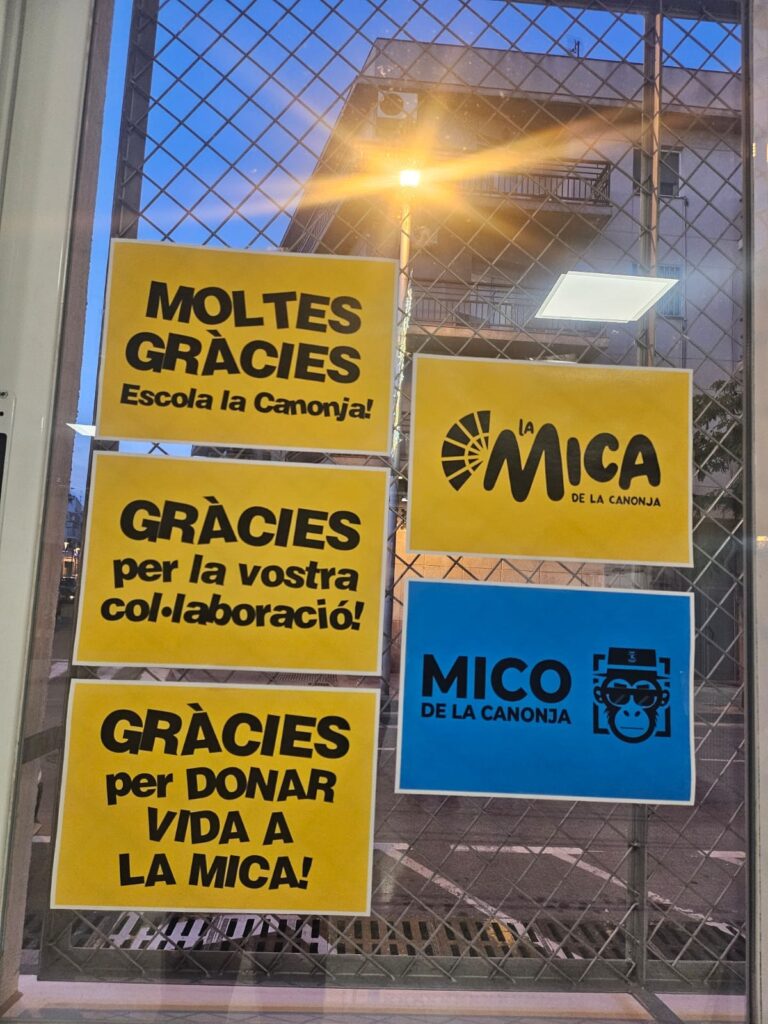 MOLTES
GRÀCIES
Escola la Canonja!
GRÀCIES
per la vostra
col·laboració!
GRÀCIES
per DONAR
VIDA A
LA MICA!
LA
MICA
DE LA CANONJA
MICO
DE LA CANONJA